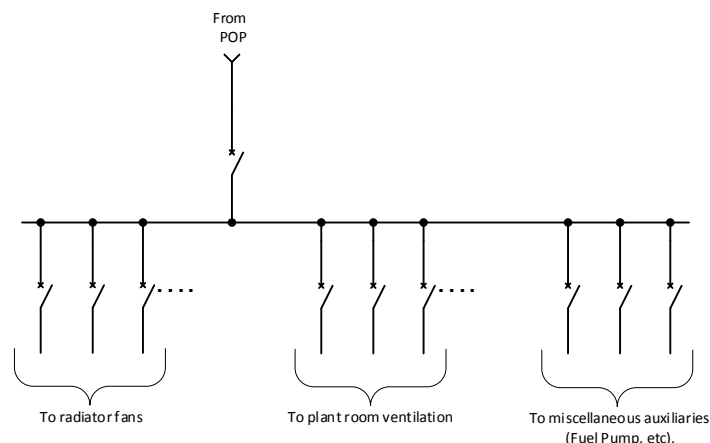 From
POP
To radiator fans
To plant room ventilation
To miscellaneous auxiliaries
(Fuel Pump, etc).